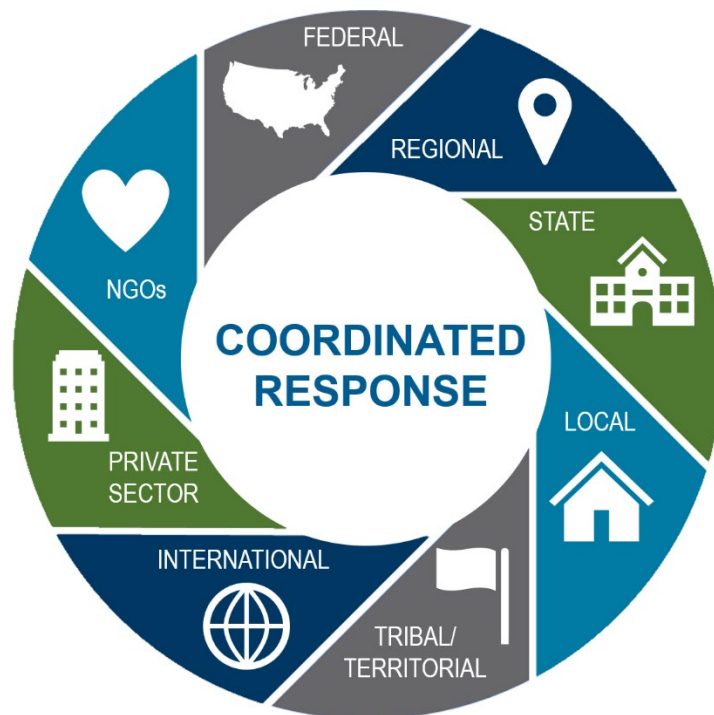 FEDERAL
REGIONAL
STATE
LOCAL
TRIBAL/
TERRITORIAL
INTERNATIONAL
PRIVATE
SECTOR
NGOs
COORDINATED
RESPONSE